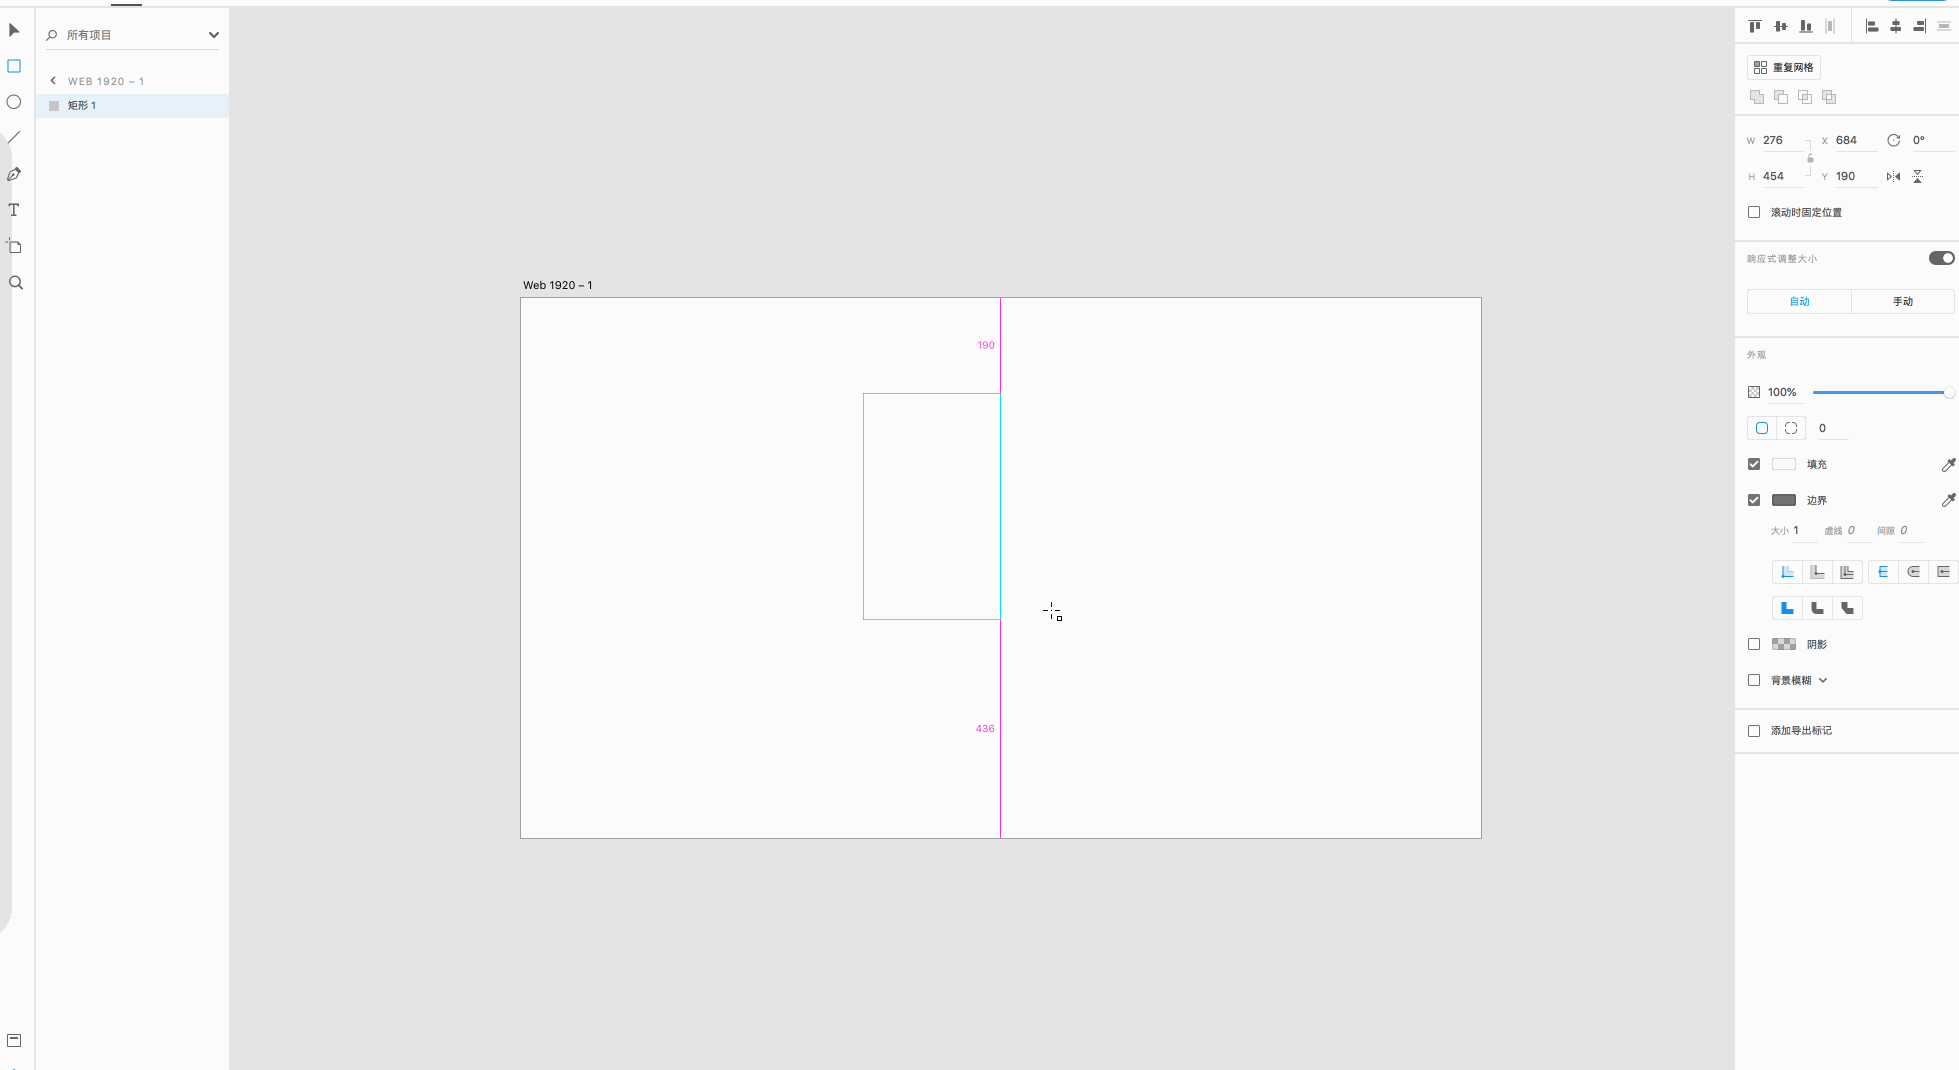 所有项目
WEB 1920 – 1
矩形 1
Web 1920 – 1
190
436
重复网格
W 276 X 684 0°
H 454 Y 190
滚动时固定位置
响应式调整大小
自动 手动
外观
100%
0
填充
边界
大小 1 虚线 0 间隙 0
阴影
背景模糊
添加导出标记